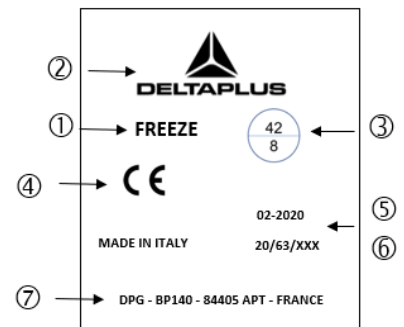 ② DELTAPLUS
① FREEZE
42
8
③
④ CE
02-2020 ⑤
MADE IN ITALY 20/63/XXX ⑥
⑦ DPG - BP140 - 84405 APT - FRANCE